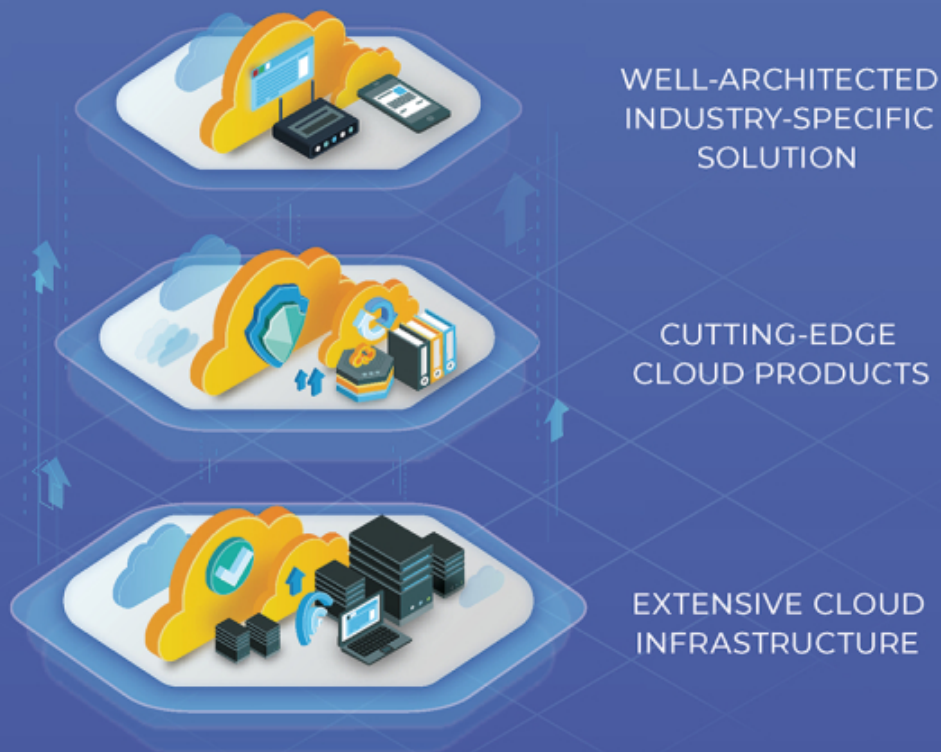 WELL-ARCHITECTED
INDUSTRY-SPECIFIC
SOLUTION
CUTTING-EDGE
CLOUD PRODUCTS
EXTENSIVE CLOUD
INFRASTRUCTURE